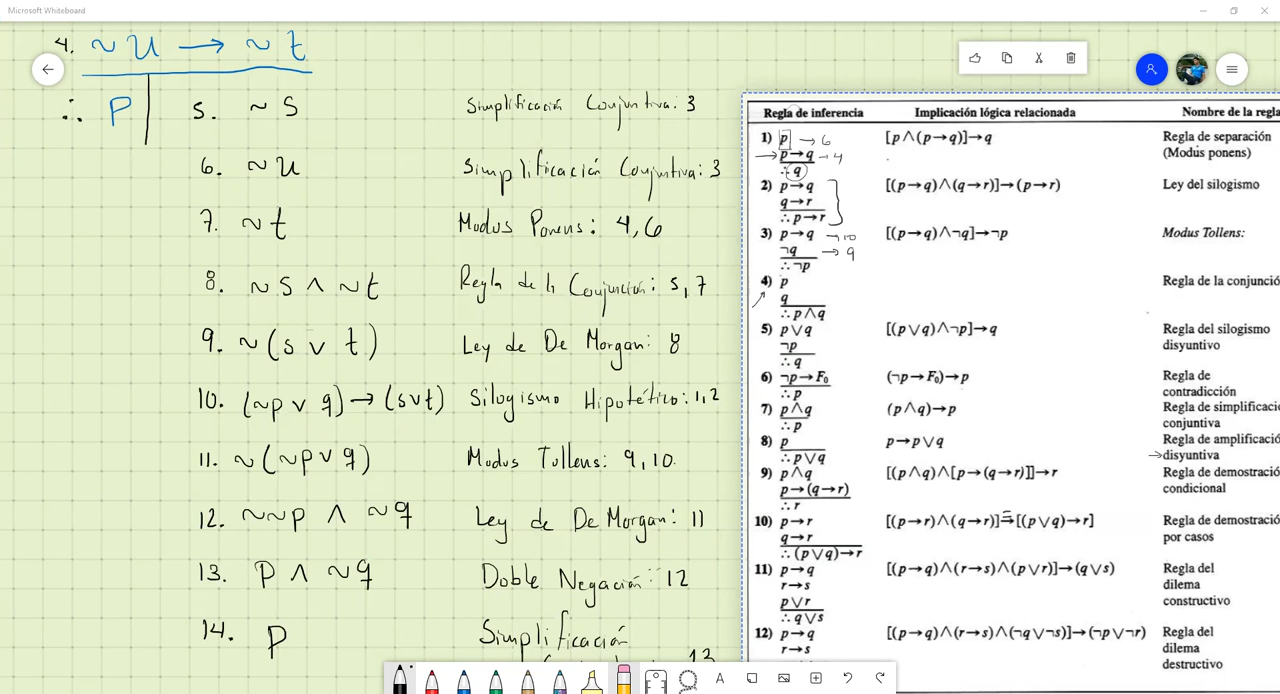 Microsoft Whiteboard
4. ~u → ~t
∴ P
5. ~s Simplificación Conjuntiva: 3
6. ~u Simplificación Conjuntiva: 3
7. ~t Modus Ponens: 4,6
8. ~s ∧ ~t Regla de la Conjunción: 5,7
9. ~(s ∨ t) Ley de De Morgan: 8
10. (~p ∨ q) → (s∨t) Silogismo Hipotético: 1,2
11. ~(~p ∨ q) Modus Tollens: 9,10.
12. ~~p ∧ ~q Ley de De Morgan: 11
13. P ∧ ~q Doble Negación: 12
14. P Simplificación
13
Regla de inferencia Implicación lógica relacionada Nombre de la regla
1) p → 6 [p∧(p→q)]→q Regla de separación
→ p→q → 4 (Modus ponens)
∴ q
2) p→q [(p→q)∧(q→r)]→(p→r) Ley del silogismo
q→r
∴ p→r
3) p→q → 10 [(p→q)∧¬q]→¬p Modus Tollens:
¬q → 9
∴ ¬p
4) p Regla de la conjunció
q
∴ p∧q
5) p∨q [(p∨q)∧¬p]→q Regla del silogismo
¬p disyuntivo
∴ q
6) ¬p→F₀ (¬p→F₀)→p Regla de
∴ p contradicción
7) p∧q (p∧q)→p Regla de simplificació
∴ p conjuntiva
8) p p→p∨q Regla de amplificació
∴ p∨q → disyuntiva
9) p∧q [(p∧q)∧[p→(q→r)]]→r Regla de demostració
p→(q→r) condicional
∴ r
10) p→r [(p→r)∧(q→r)]→[(p∨q)→r] Regla de demostració
q→r por casos
∴ (p∨q)→r
11) p→q [(p→q)∧(r→s)∧(p∨r)]→(q∨s) Regla del
r→s dilema
p∨r constructivo
∴ q∨s
12) p→q [(p→q)∧(r→s)∧(¬q∨¬s)]→(¬p∨¬r) Regla del
r→s dilema
destructivo